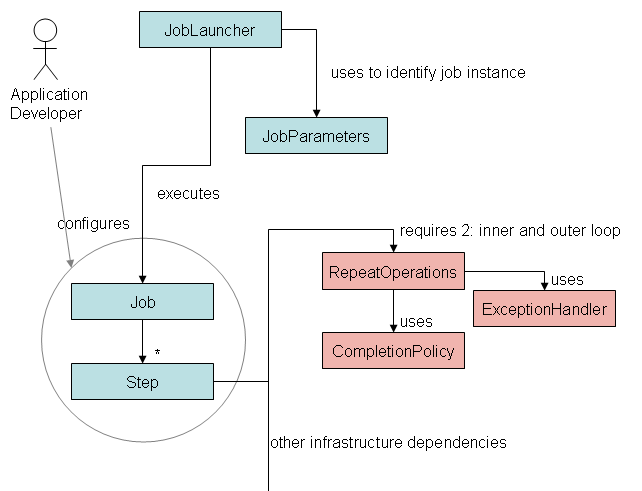 JobLauncher
uses to identify job instance
Application
Developer
JobParameters
executes
configures
requires 2: inner and outer loop
RepeatOperations
uses
Job
ExceptionHandler
uses
*
CompletionPolicy
Step
other infrastructure dependencies